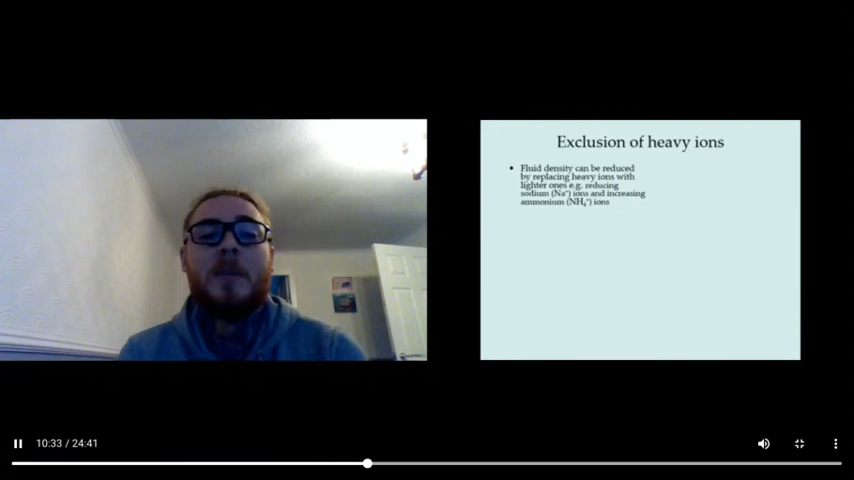 Exclusion of heavy ions
• Fluid density can be reduced
by replacing heavy ions with
lighter ones e.g. reducing
sodium (Na⁺) ions and increasing
ammonium (NH₄⁺) ions
10:33 / 24:41